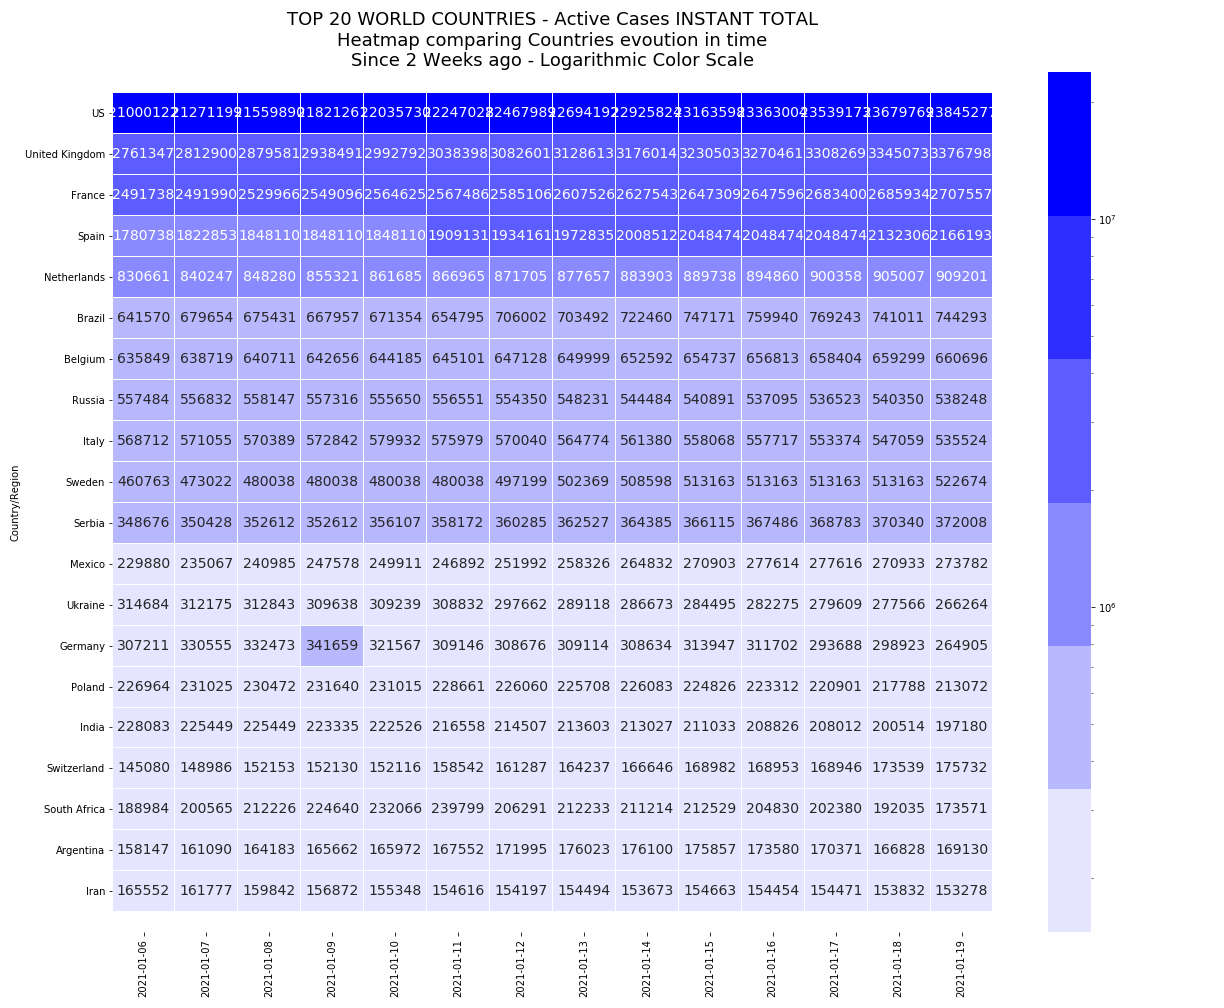 TOP 20 WORLD COUNTRIES - Active Cases INSTANT TOTAL
Heatmap comparing Countries evoution in time
Since 2 Weeks ago - Logarithmic Color Scale
US 21271199 21559890 22035730 22467989 22694192 22925824 23163598 23363004 23679769
United Kingdom 2761347 2812900 2879581 2938491 2992792 3038398 3082601 3128613 3176014 3230503 3270461 3308269 3345073 3376798
France 2491738 2491990 2529966 2549096 2564625 2567486 2585106 2607526 2627543 2647309 2647596 2683400 2685934 2707557
Spain 1780738 1822853 1848110 1848110 1848110 1909131 1934161 1972835 2008512 2048474 2048474 2048474 2132306 2166193
Netherlands 830661 840247 848280 855321 861685 866965 871705 877657 883903 889738 894860 900358 905007 909201
Brazil 641570 679654 675431 667957 671354 654795 706002 703492 722460 747171 759940 769243 741011 744293
Belgium 635849 638719 640711 642656 644185 645101 647128 649999 652592 654737 656813 658404 659299 660696
Russia 557484 556832 558147 557316 555650 556551 554350 548231 544484 540891 537095 536523 540350 538248
Italy 568712 571055 570389 572842 579932 575979 570040 564774 561380 558068 557717 553374 547059 535524
Sweden 460763 473022 480038 480038 480038 480038 497199 502369 508598 513163 513163 513163 513163 522674
Serbia 348676 350428 352612 352612 356107 358172 360285 362527 364385 366115 367486 368783 370340 372008
Mexico 229880 235067 240985 247578 249911 246892 251992 258326 264832 270903 277614 277616 270933 273782
Ukraine 314684 312175 312843 309638 309239 308832 297662 289118 286673 284495 282275 279609 277566 266264
Germany 307211 330555 332473 341659 321567 309146 308676 309114 308634 313947 311702 293688 298923 264905
Poland 226964 231025 230472 231640 231015 228661 226060 225708 226083 224826 223312 220901 217788 213072
India 228083 225449 225449 223335 222526 216558 214507 213603 213027 211033 208826 208012 200514 197180
Switzerland 145080 148986 152153 152130 152116 158542 161287 164237 166646 168982 168953 168946 173539 175732
South Africa 188984 200565 212226 224640 232066 239799 206291 212233 211214 212529 204830 202380 192035 173571
Argentina 158147 161090 164183 165662 165972 167552 171995 176023 176100 175857 173580 170371 166828 169130
Iran 165552 161777 159842 156872 155348 154616 154197 154494 153673 154663 154454 154471 153832 153278
2021-01-06 2021-01-07 2021-01-08 2021-01-09 2021-01-10 2021-01-11 2021-01-12 2021-01-13 2021-01-14 2021-01-15 2021-01-16 2021-01-17 2021-01-18 2021-01-19
Country/Region
10⁷
10⁶